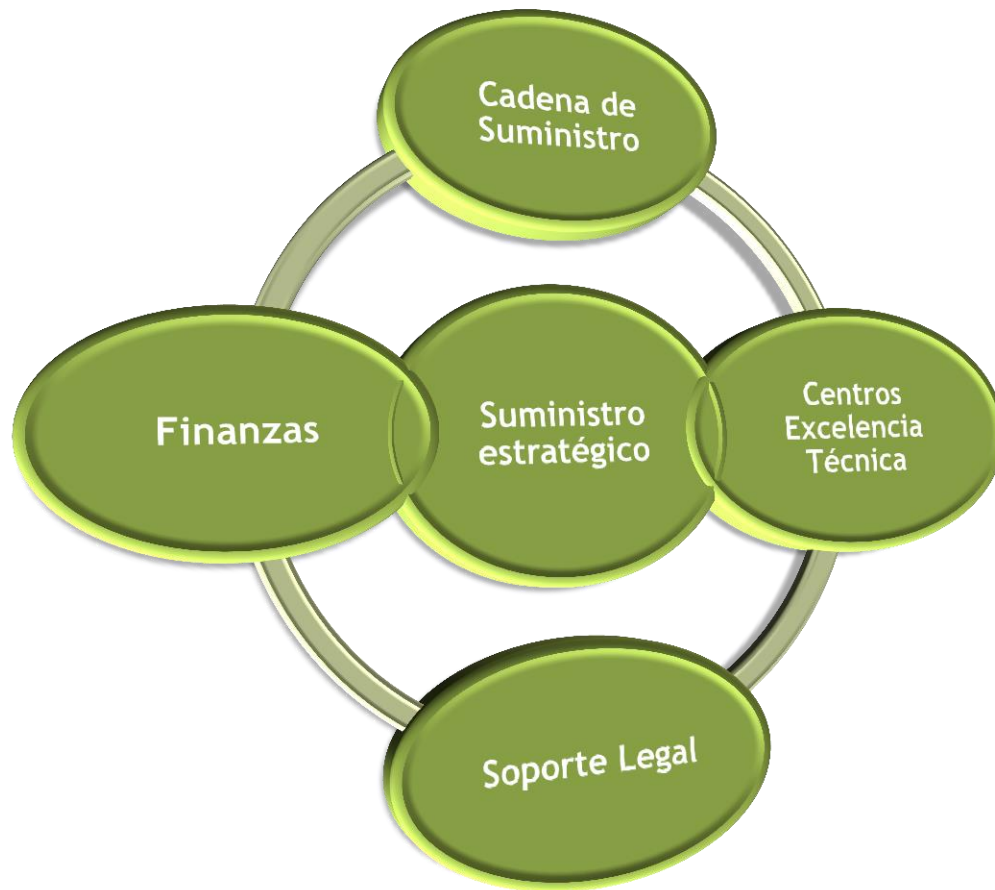 Cadena de
Suministro
Finanzas
Suministro
estratégico
Centros
Excelencia
Técnica
Soporte Legal